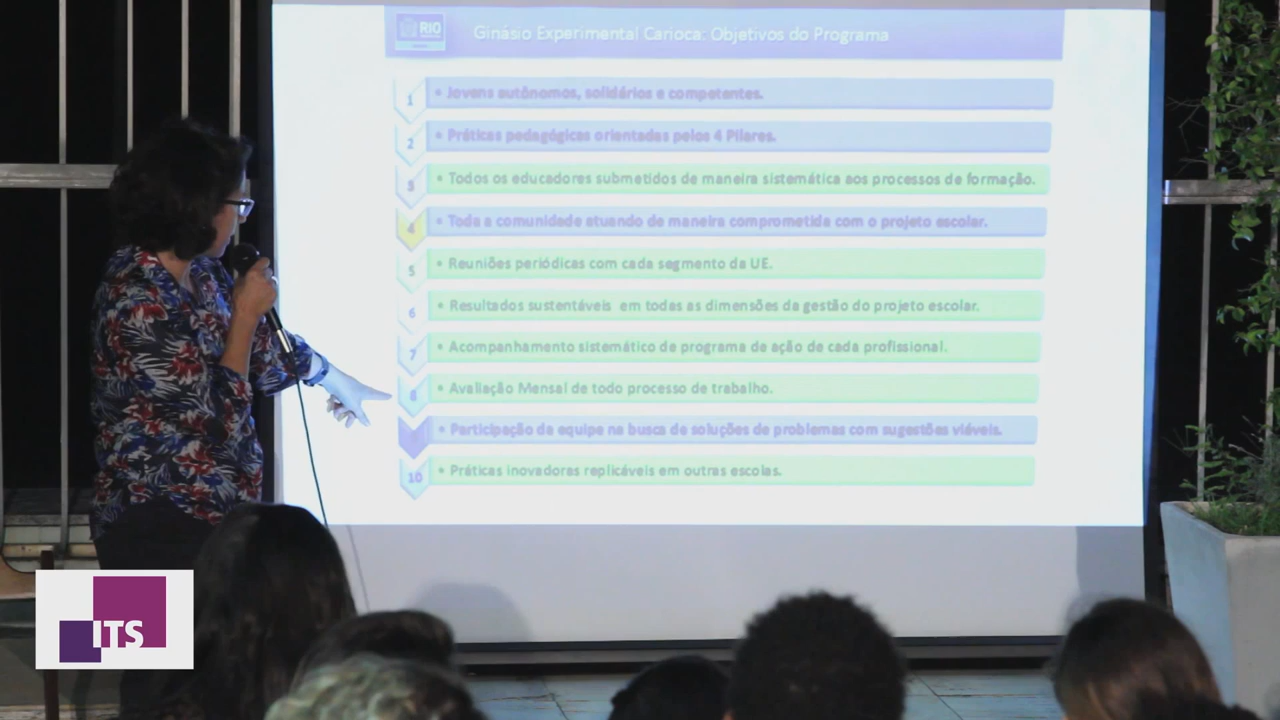 RIO
Ginásio Experimental Carioca: Objetivos do Programa
1 • Jovens autônomos, solidários e competentes.
2 • Práticas pedagógicas orientadas pelos 4 Pilares.
3 • Todos os educadores submetidos de maneira sistemática aos processos de formação.
4 • Toda a comunidade atuando de maneira comprometida com o projeto escolar.
5 • Reuniões periódicas com cada segmento da UE.
6 • Resultados sustentáveis em todas as dimensões da gestão do projeto escolar.
7 • Acompanhamento sistemático de programa de ação de cada profissional.
8 • Avaliação Mensal de todo processo de trabalho.
• Participação da equipe na busca de soluções de problemas com sugestões viáveis.
10 • Práticas inovadoras replicáveis em outras escolas.
ITS